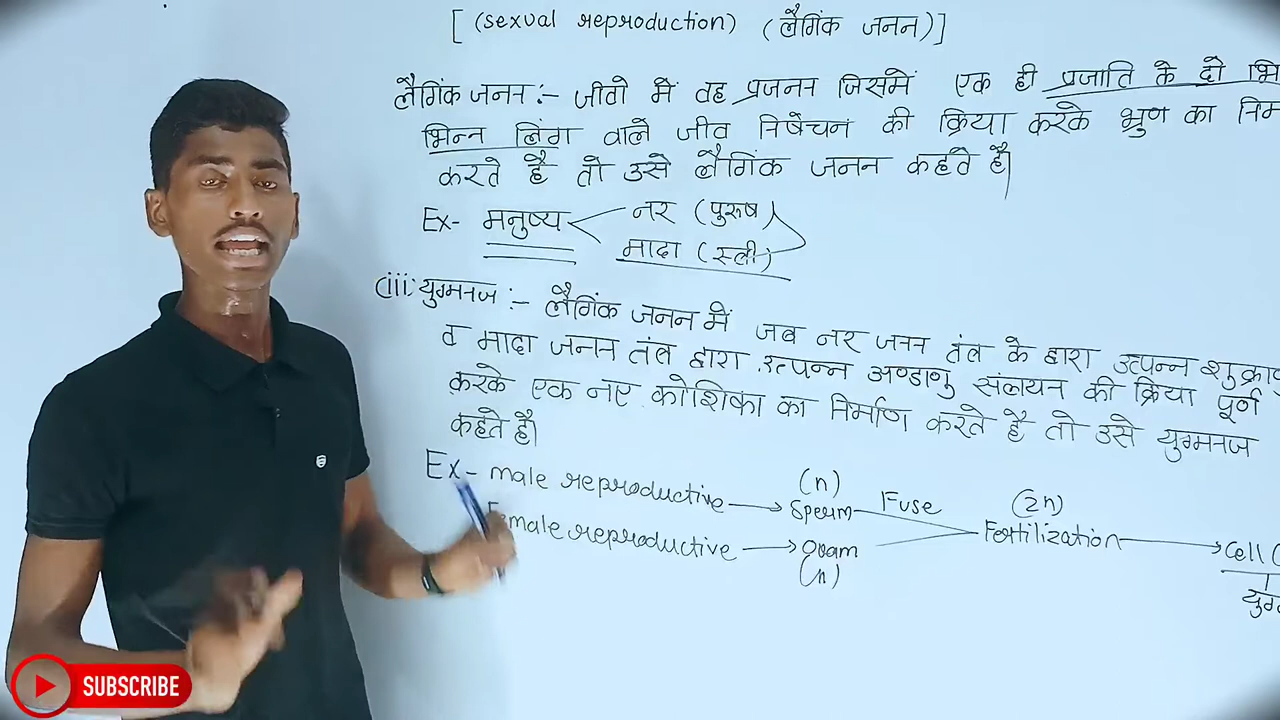 [ (sexual reproduction) (लैगिंक जनन)]
लैगिंक जनन :- जीवो में वह प्रजनन जिसमें एक ही प्रजाति के दो
भिन्न लिंग वाले जीव निषेचन की क्रिया करके भ्रुण का
करते है तो उसे लैगिंक जनन कहते है।
Ex- मनुष्य नर (पुरुष)
मादा (स्त्री)
(iii) युग्मनज :- लैगिंक जनन में जब नर जनन तंत्र के द्वारा उत्पन्न
व मादा जनन तंत्र द्वारा उत्पन्न अण्डाणु संलायन की क्रिया पूर्ण
करके एक नए कोशिका का निर्माण करते है तो उसे युग्मनज
कहते है।
Ex- male reproductive → Sperm (n) Fuse Fertilization (2n) → Cell
Female reproductive → Ovam (n)
SUBSCRIBE